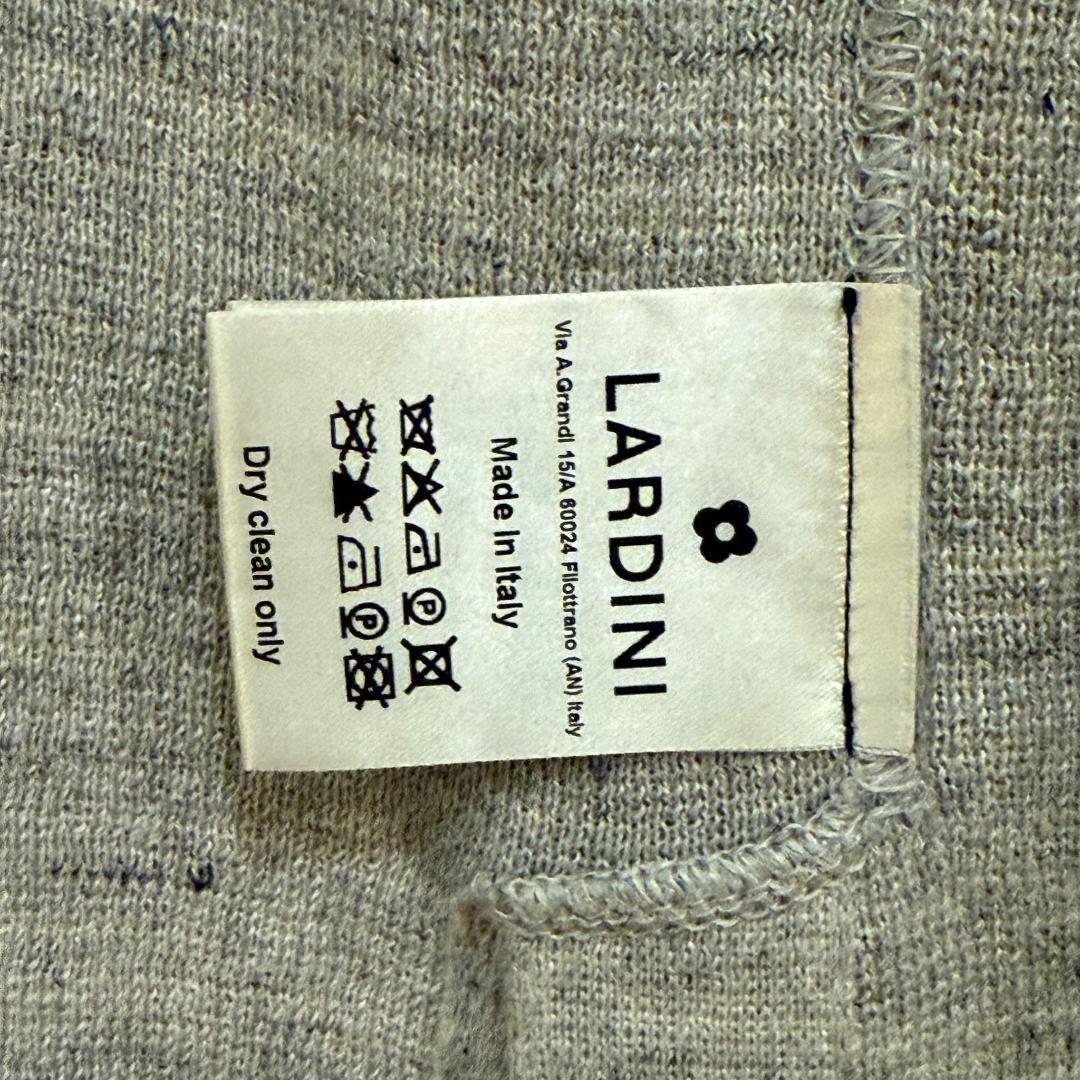 LARDINI
Via A.Grandi 15/A 60024 Filottrano (AN) Italy
Made in Italy
P
P
Dry clean only